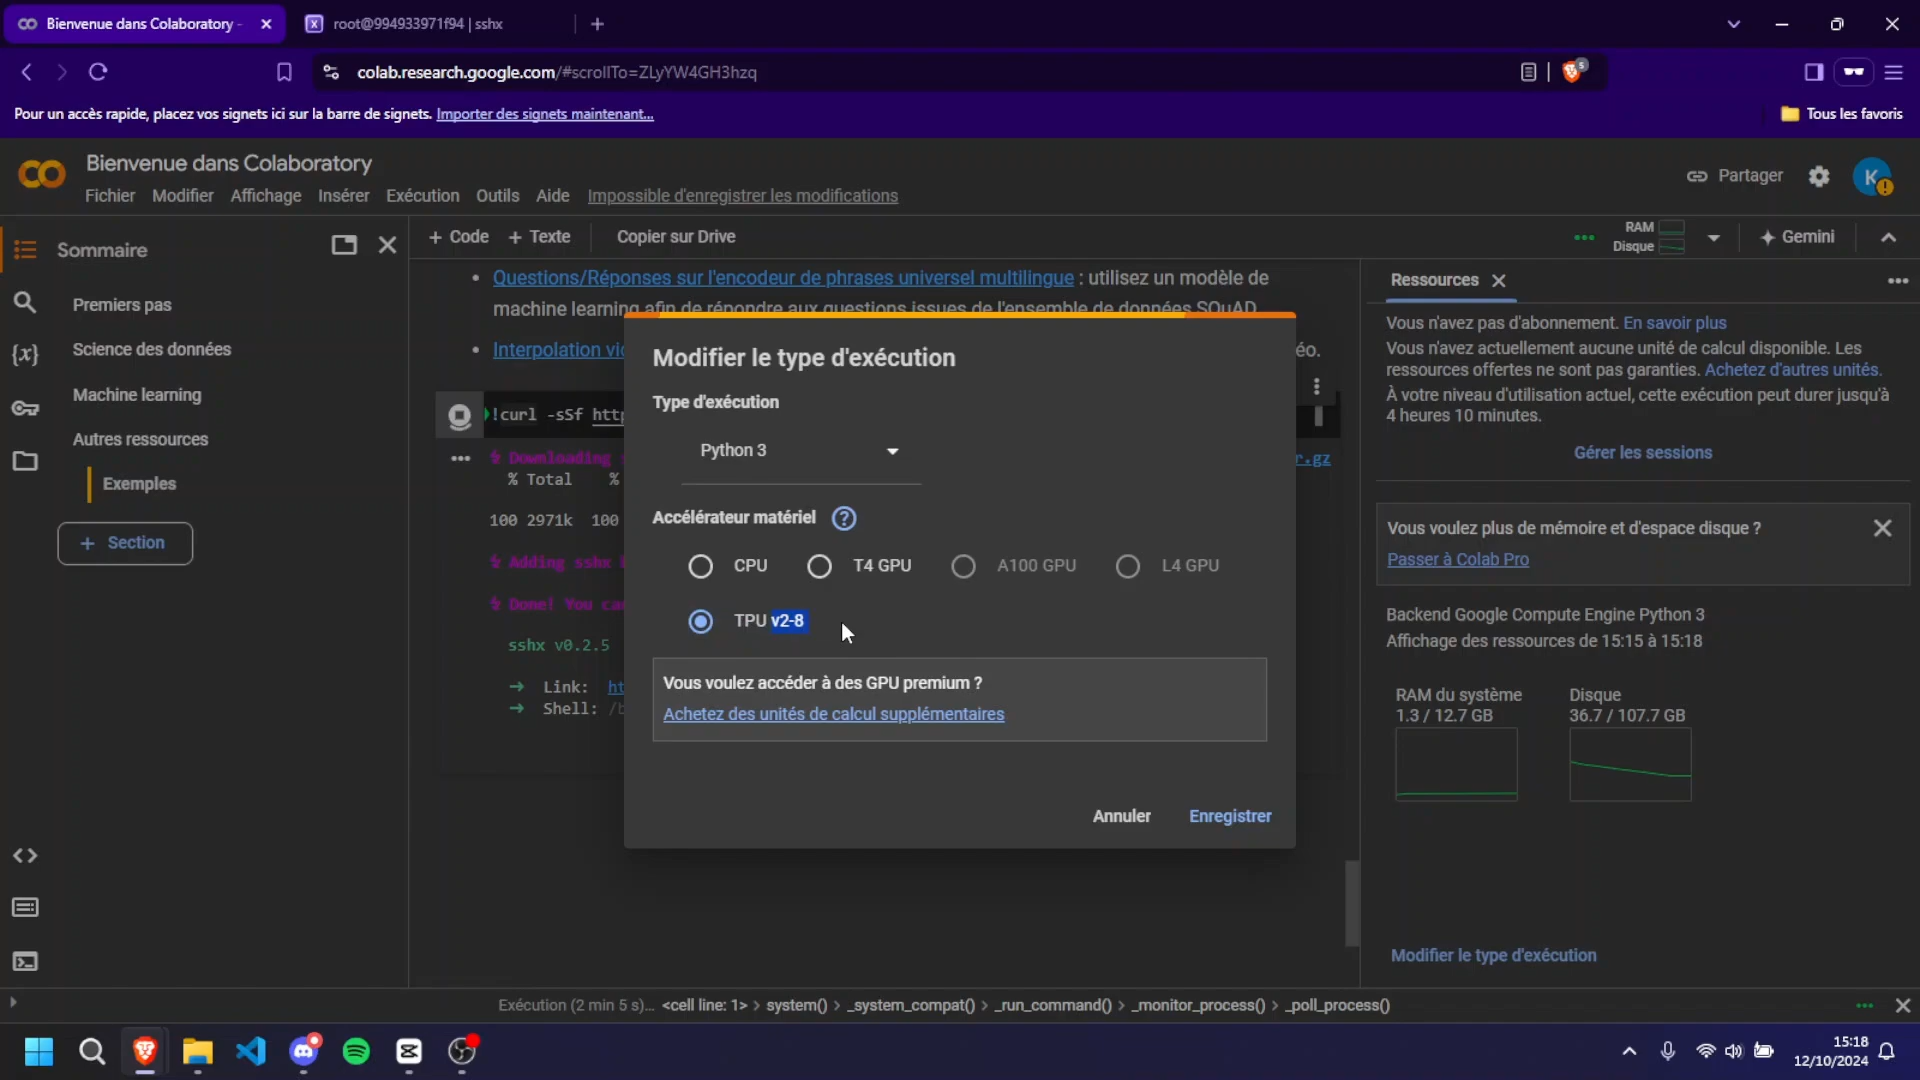 Bienvenue dans Colaboratory -
root@994933971f94 | sshx
colab.research.google.com/#scrollTo=ZLyYW4GH3hzq
5
Pour un accès rapide, placez vos signets ici sur la barre de signets. Importer des signets maintenant...
Tous les favoris
Bienvenue dans Colaboratory
Fichier Modifier Affichage Insérer Exécution Outils Aide Impossible d'enregistrer les modifications
Partager
K
Sommaire
Premiers pas
Science des données
Machine learning
Autres ressources
Exemples
+ Section
+ Code + Texte Copier sur Drive
RAM
Disque
Gemini
• Questions/Réponses sur l'encodeur de phrases universel multilingue : utilisez un modèle de
machine learning afin de répondre aux questions issues de l'ensemble de données SQuAD.
• Interpolation vi
éo.
!curl -sSf http
↯ Downloading
r.gz
% Total %
100 2971k 100
↯ Adding sshx
↯ Done! You ca
sshx v0.2.5
➜ Link: ht
➜ Shell: /b
Modifier le type d'exécution
Type d'exécution
Python 3
Accélérateur matériel
CPU T4 GPU A100 GPU L4 GPU
TPU v2-8
Vous voulez accéder à des GPU premium ?
Achetez des unités de calcul supplémentaires
Annuler Enregistrer
Ressources
Vous n'avez pas d'abonnement. En savoir plus
Vous n'avez actuellement aucune unité de calcul disponible. Les
ressources offertes ne sont pas garanties. Achetez d'autres unités.
À votre niveau d'utilisation actuel, cette exécution peut durer jusqu'à
4 heures 10 minutes.
Gérer les sessions
Vous voulez plus de mémoire et d'espace disque ?
Passer à Colab Pro
Backend Google Compute Engine Python 3
Affichage des ressources de 15:15 à 15:18
RAM du système
1.3 / 12.7 GB
Disque
36.7 / 107.7 GB
Modifier le type d'exécution
Exécution (2 min 5 s)... <cell line: 1> > system() > _system_compat() > _run_command() > _monitor_process() > _poll_process()
15:18
12/10/2024